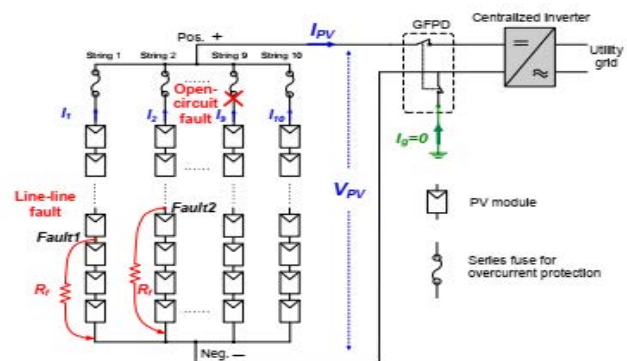 Pos. +
I_PV
GFPD
Centralized Inverter
String 1
String 2
String 9
String 10
Open-
circuit
fault
=
≈
Utility
grid
I_1
I_2
I_9
I_10
I_g=0
Line-line
fault
V_PV
PV module
Fault1
Fault2
R_f
R_f
Series fuse for
overcurrent protection
Neg. −